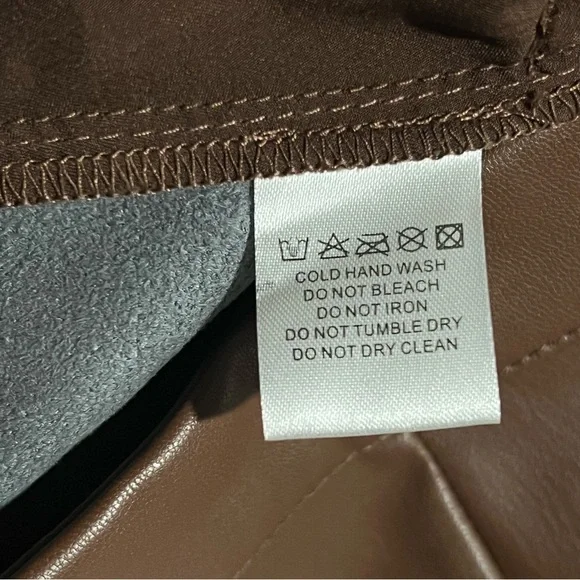 COLD HAND WASH
DO NOT BLEACH
DO NOT IRON
DO NOT TUMBLE DRY
DO NOT DRY CLEAN